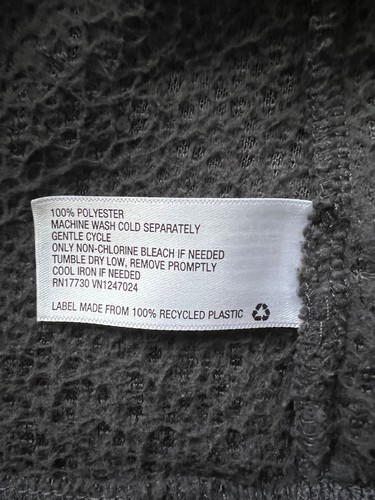 100% POLYESTER
MACHINE WASH COLD SEPARATELY
GENTLE CYCLE
ONLY NON-CHLORINE BLEACH IF NEEDED
TUMBLE DRY LOW, REMOVE PROMPTLY
COOL IRON IF NEEDED
RN17730 VN1247024
LABEL MADE FROM 100% RECYCLED PLASTIC